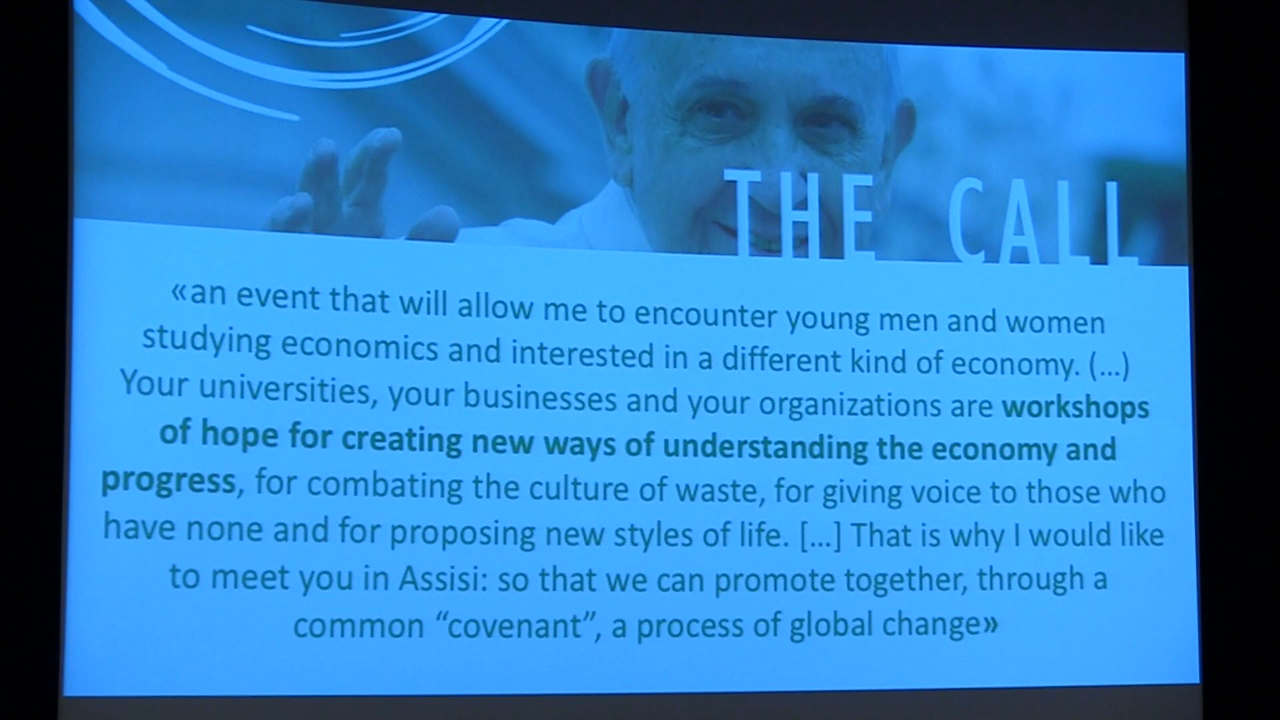 THE CALL
«an event that will allow me to encounter young men and women
studying economics and interested in a different kind of economy. (...)
Your universities, your businesses and your organizations are workshops
of hope for creating new ways of understanding the economy and
progress, for combating the culture of waste, for giving voice to those who
have none and for proposing new styles of life. [...] That is why I would like
to meet you in Assisi: so that we can promote together, through a
common “covenant”, a process of global change»